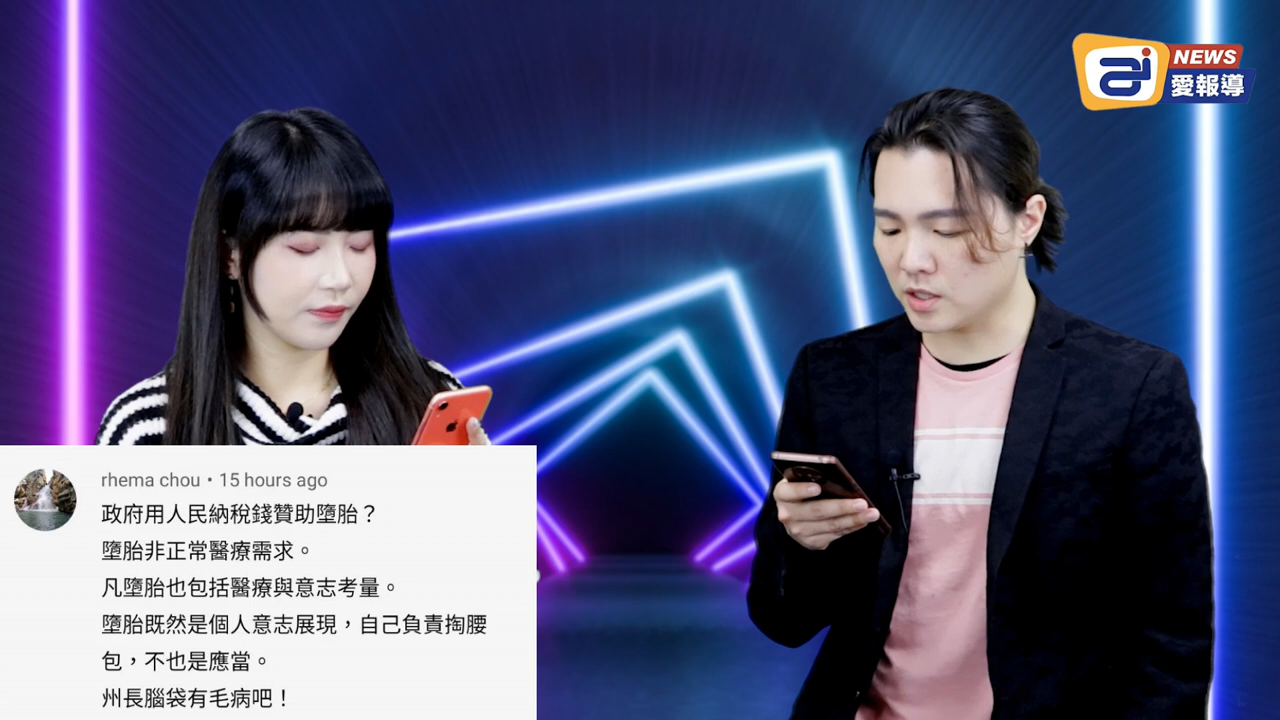 NEWS
愛報導
rhema chou • 15 hours ago
政府用人民納稅錢贊助墮胎？
墮胎非正常醫療需求。
凡墮胎也包括醫療與意志考量。
墮胎既然是個人意志展現，自己負責掏腰
包，不也是應當。
州長腦袋有毛病吧！